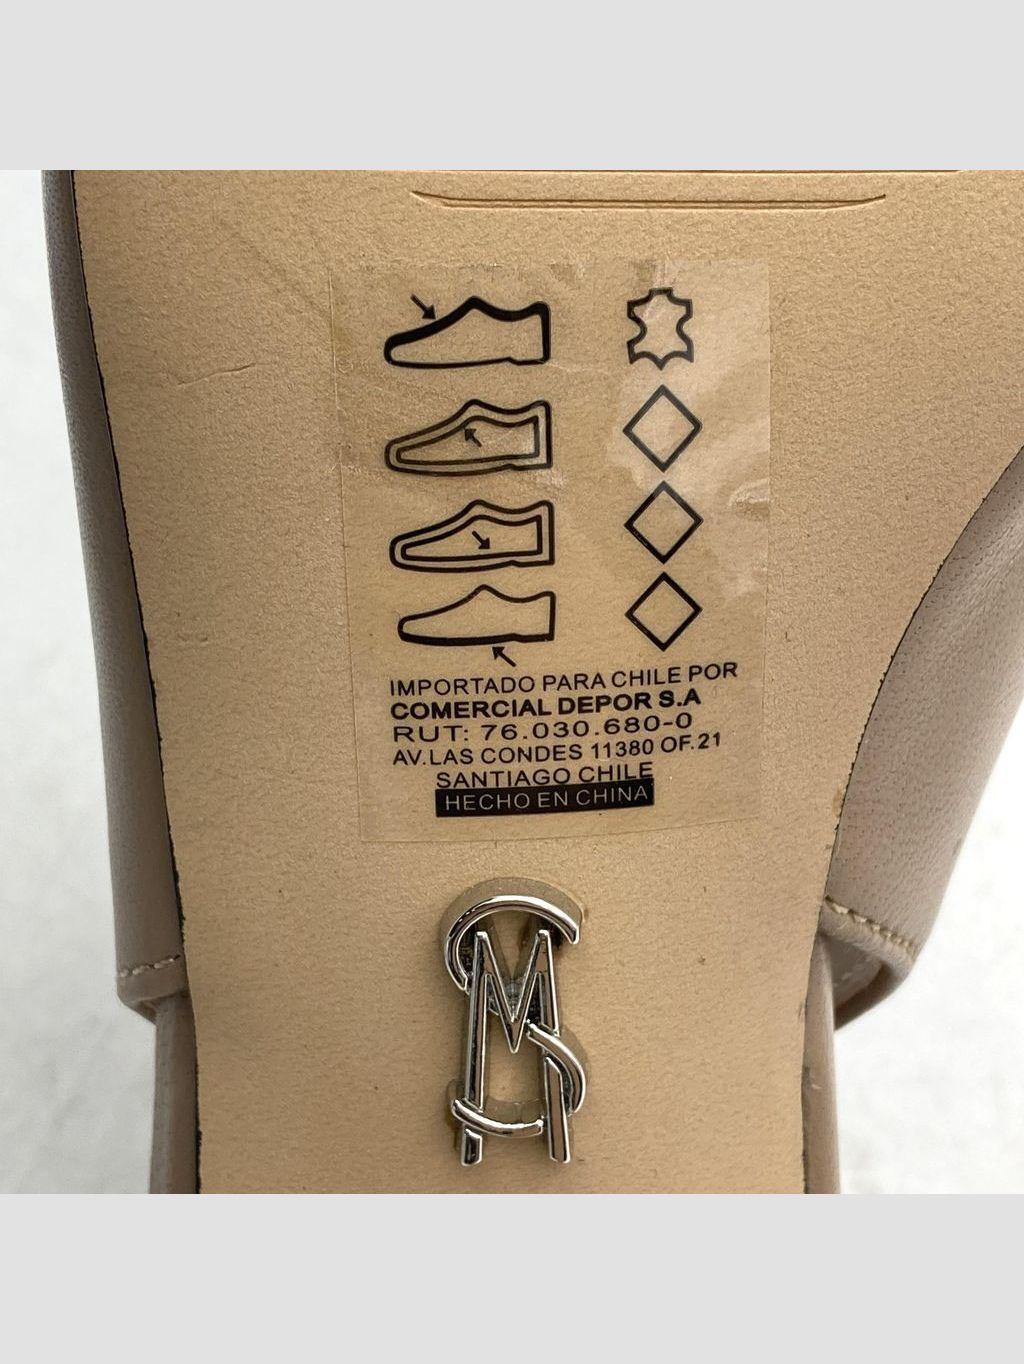 IMPORTADO PARA CHILE POR
COMERCIAL DEPOR S.A
RUT: 76.030.680-0
AV.LAS CONDES 11380 OF.21
SANTIAGO CHILE
HECHO EN CHINA
SM